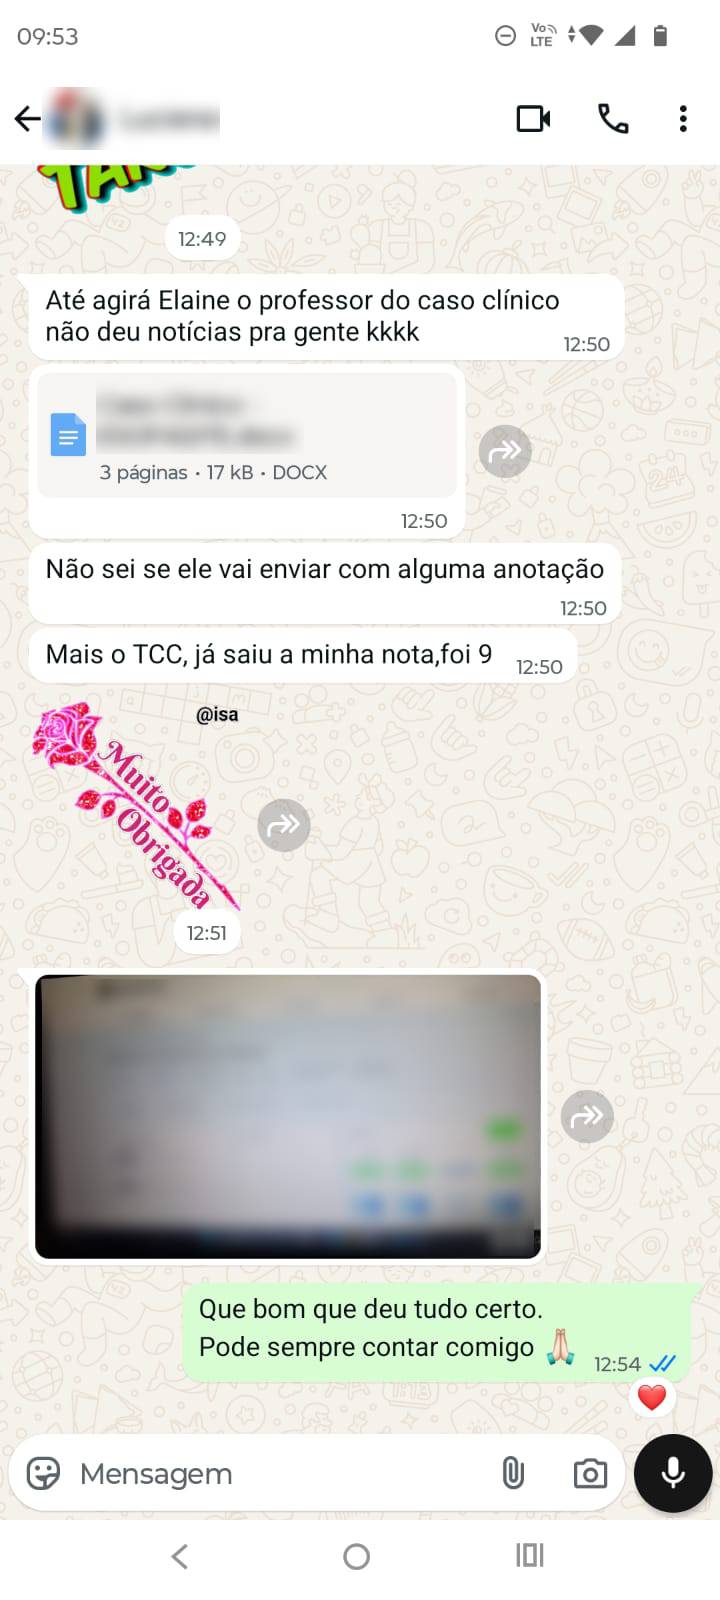 09:53
Vo
LTE
12:49
Até agirá Elaine o professor do caso clínico
não deu notícias pra gente kkkk
12:50
3 páginas • 17 kB • DOCX
12:50
Não sei se ele vai enviar com alguma anotação
12:50
Mais o TCC, já saiu a minha nota,foi 9
12:50
@isa
Muito
Obrigada
12:51
Que bom que deu tudo certo.
Pode sempre contar comigo 🙏🏻
12:54
Mensagem